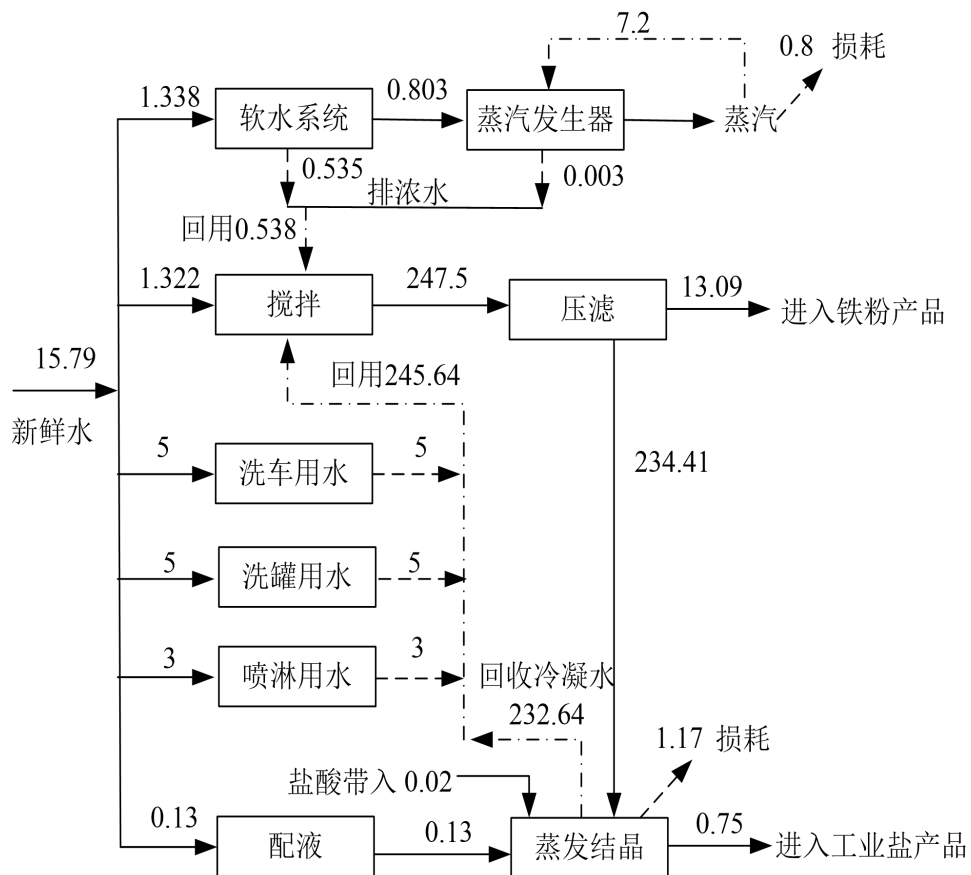 7.2
0.8 损耗
1.338
软水系统
0.803
蒸汽发生器
蒸汽
0.535
排浓水
0.003
回用0.538
1.322
搅拌
247.5
压滤
13.09
进入铁粉产品
15.79
新鲜水
回用245.64
5
洗车用水
5
234.41
5
洗罐用水
5
3
喷淋用水
3
回收冷凝水
232.64
1.17 损耗
盐酸带入 0.02
0.13
配液
0.13
蒸发结晶
0.75
进入工业盐产品